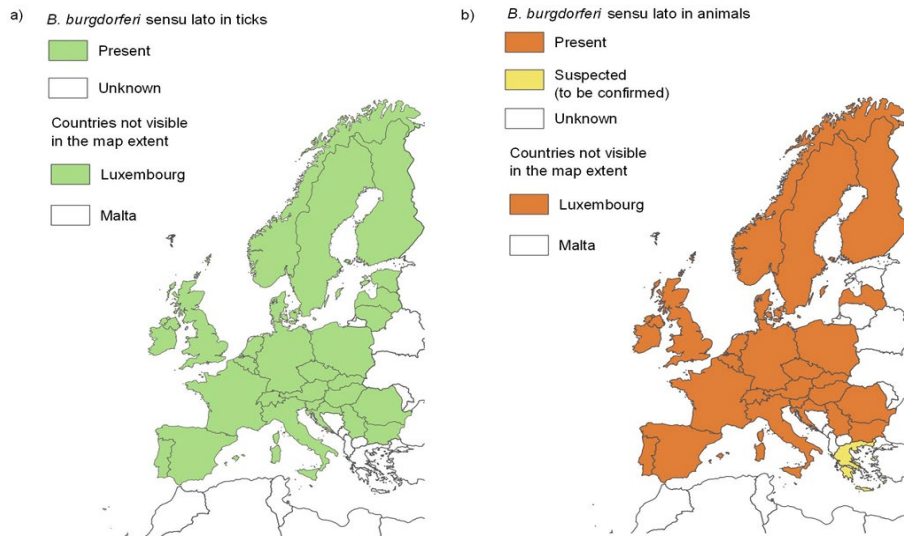 a) B. burgdorferi sensu lato in ticks
Present
Unknown
Countries not visible
in the map extent
Luxembourg
Malta
b) B. burgdorferi sensu lato in animals
Present
Suspected
(to be confirmed)
Unknown
Countries not visible
in the map extent
Luxembourg
Malta